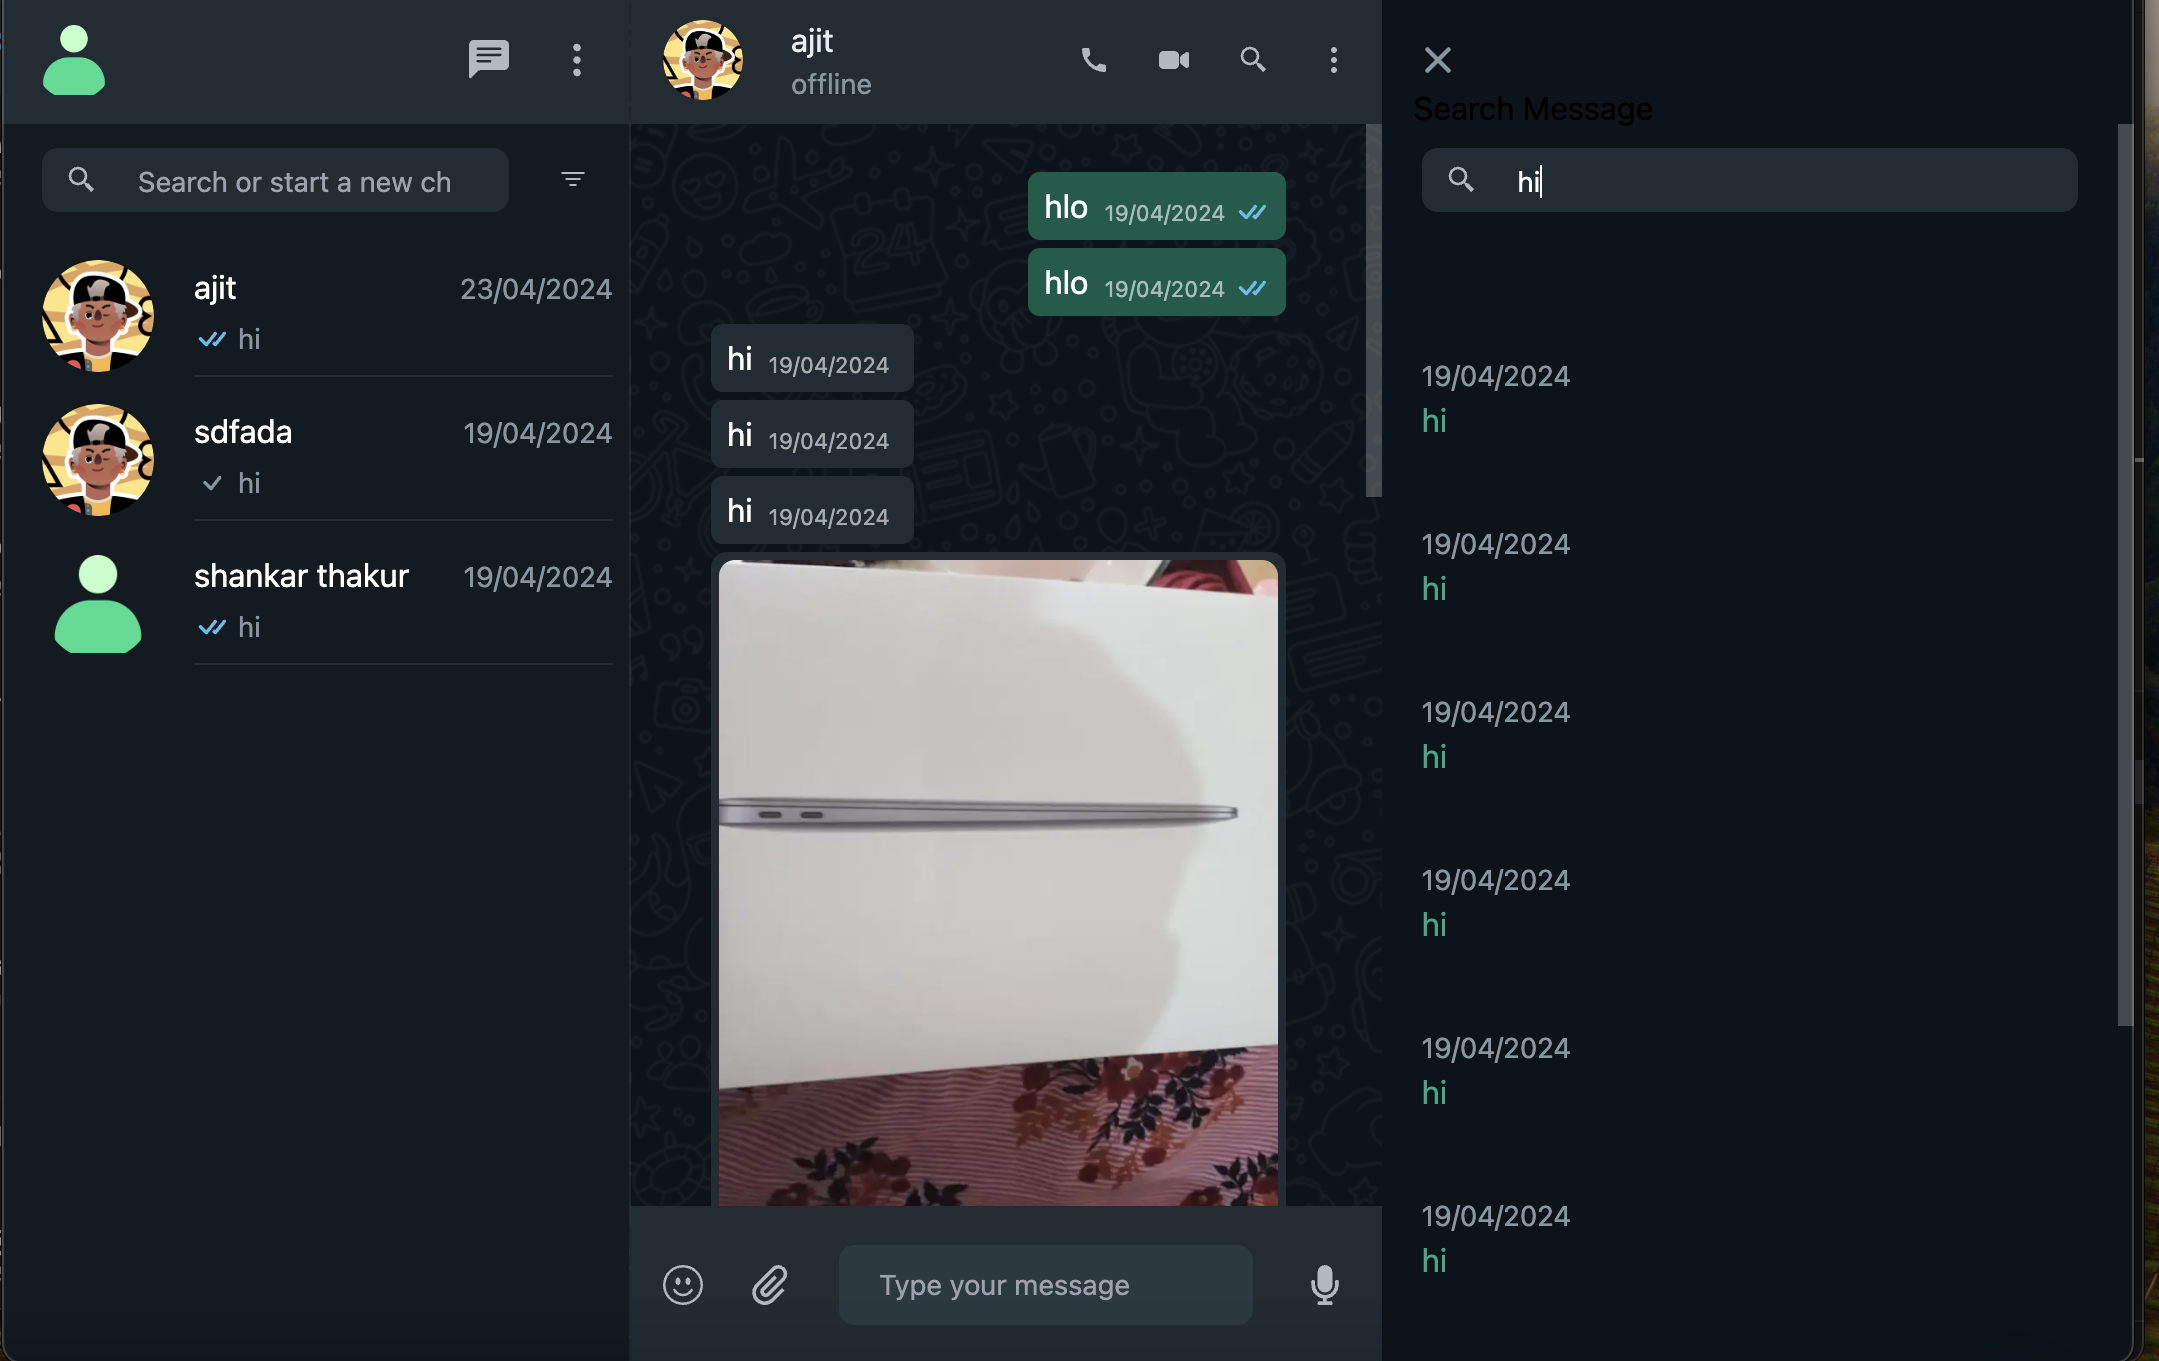 Search or start a new ch
ajit 23/04/2024
hi
sdfada 19/04/2024
hi
shankar thakur 19/04/2024
hi
ajit
offline
24
hlo 19/04/2024
hlo 19/04/2024
hi 19/04/2024
hi 19/04/2024
hi 19/04/2024
Type your message
Search Message
hi
19/04/2024
hi
19/04/2024
hi
19/04/2024
hi
19/04/2024
hi
19/04/2024
hi
19/04/2024
hi